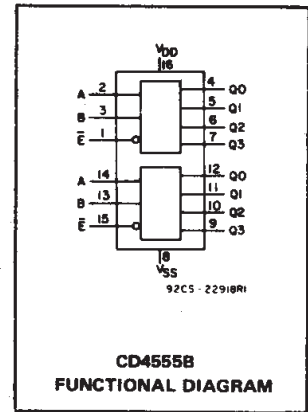 VDD
16
A 2
B 3
E̅ 1
4 Q0
5 Q1
6 Q2
7 Q3
A 14
B 13
E̅ 15
12 Q0
11 Q1
10 Q2
9 Q3
8
VSS
92CS-22918RI
CD4555B
FUNCTIONAL DIAGRAM